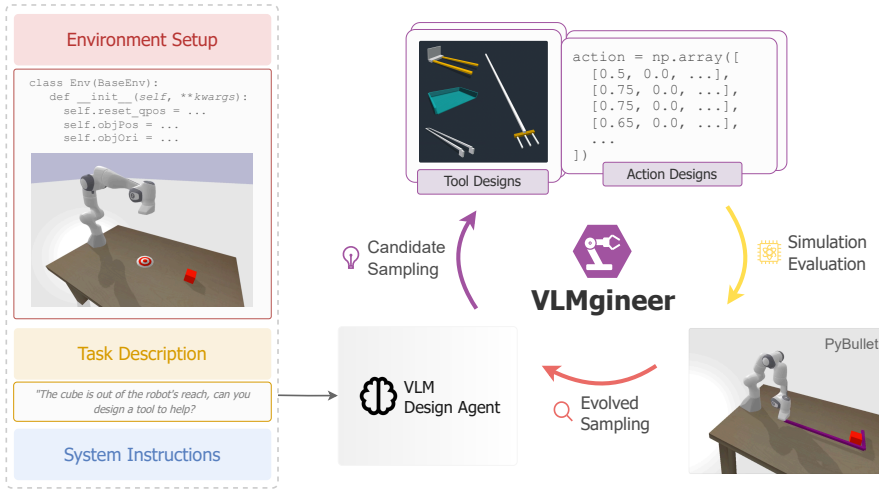 Environment Setup
class Env(BaseEnv):
def __init__(self, **kwargs):
self.reset_qpos = ...
self.objPos = ...
self.objOri = ...
Task Description
"The cube is out of the robot's reach, can you
design a tool to help?
System Instructions
Tool Designs
action = np.array([
[0.5, 0.0, ...],
[0.75, 0.0, ...],
[0.75, 0.0, ...],
[0.65, 0.0, ...],
...
])
Action Designs
Candidate
Sampling
VLMgineer
Simulation
Evaluation
VLM
Design Agent
Evolved
Sampling
PyBullet